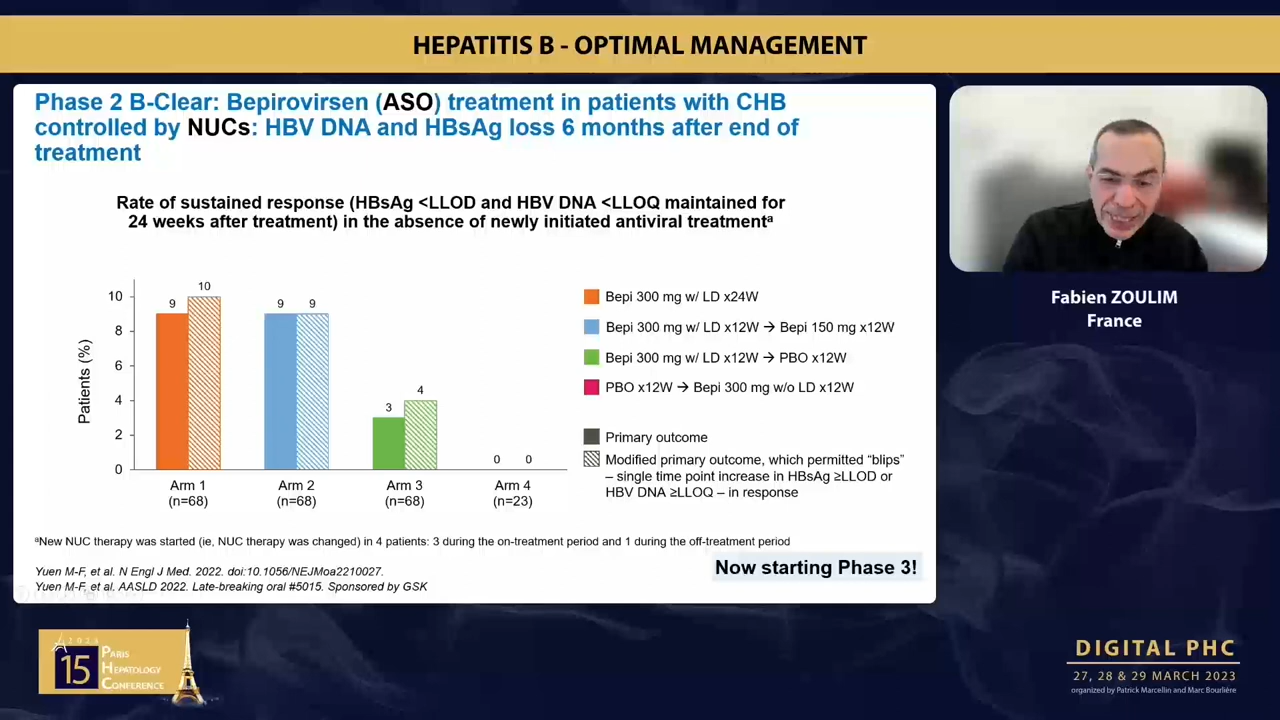 HEPATITIS B - OPTIMAL MANAGEMENT
Phase 2 B-Clear: Bepirovirsen (ASO) treatment in patients with CHB
controlled by NUCs: HBV DNA and HBsAg loss 6 months after end of
treatment
Rate of sustained response (HBsAg <LLOD and HBV DNA <LLOQ maintained for
24 weeks after treatment) in the absence of newly initiated antiviral treatmentᵃ
Patients (%)
10
8
6
4
2
0
9
10
9
9
3
4
0
0
Arm 1
(n=68)
Arm 2
(n=68)
Arm 3
(n=68)
Arm 4
(n=23)
Bepi 300 mg w/ LD x24W
Bepi 300 mg w/ LD x12W → Bepi 150 mg x12W
Bepi 300 mg w/ LD x12W → PBO x12W
PBO x12W → Bepi 300 mg w/o LD x12W
Primary outcome
Modified primary outcome, which permitted “blips”
– single time point increase in HBsAg ≥LLOD or
HBV DNA ≥LLOQ – in response
ᵃNew NUC therapy was started (ie, NUC therapy was changed) in 4 patients: 3 during the on-treatment period and 1 during the off-treatment period
Yuen M-F, et al. N Engl J Med. 2022. doi:10.1056/NEJMoa2210027.
Yuen M-F, et al. AASLD 2022. Late-breaking oral #5015. Sponsored by GSK
Now starting Phase 3!
Fabien ZOULIM
France
2023
15
PARIS
HEPATOLOGY
CONFERENCE
DIGITAL PHC
27, 28 & 29 MARCH 2023
organized by Patrick Marcellin and Marc Bourlière